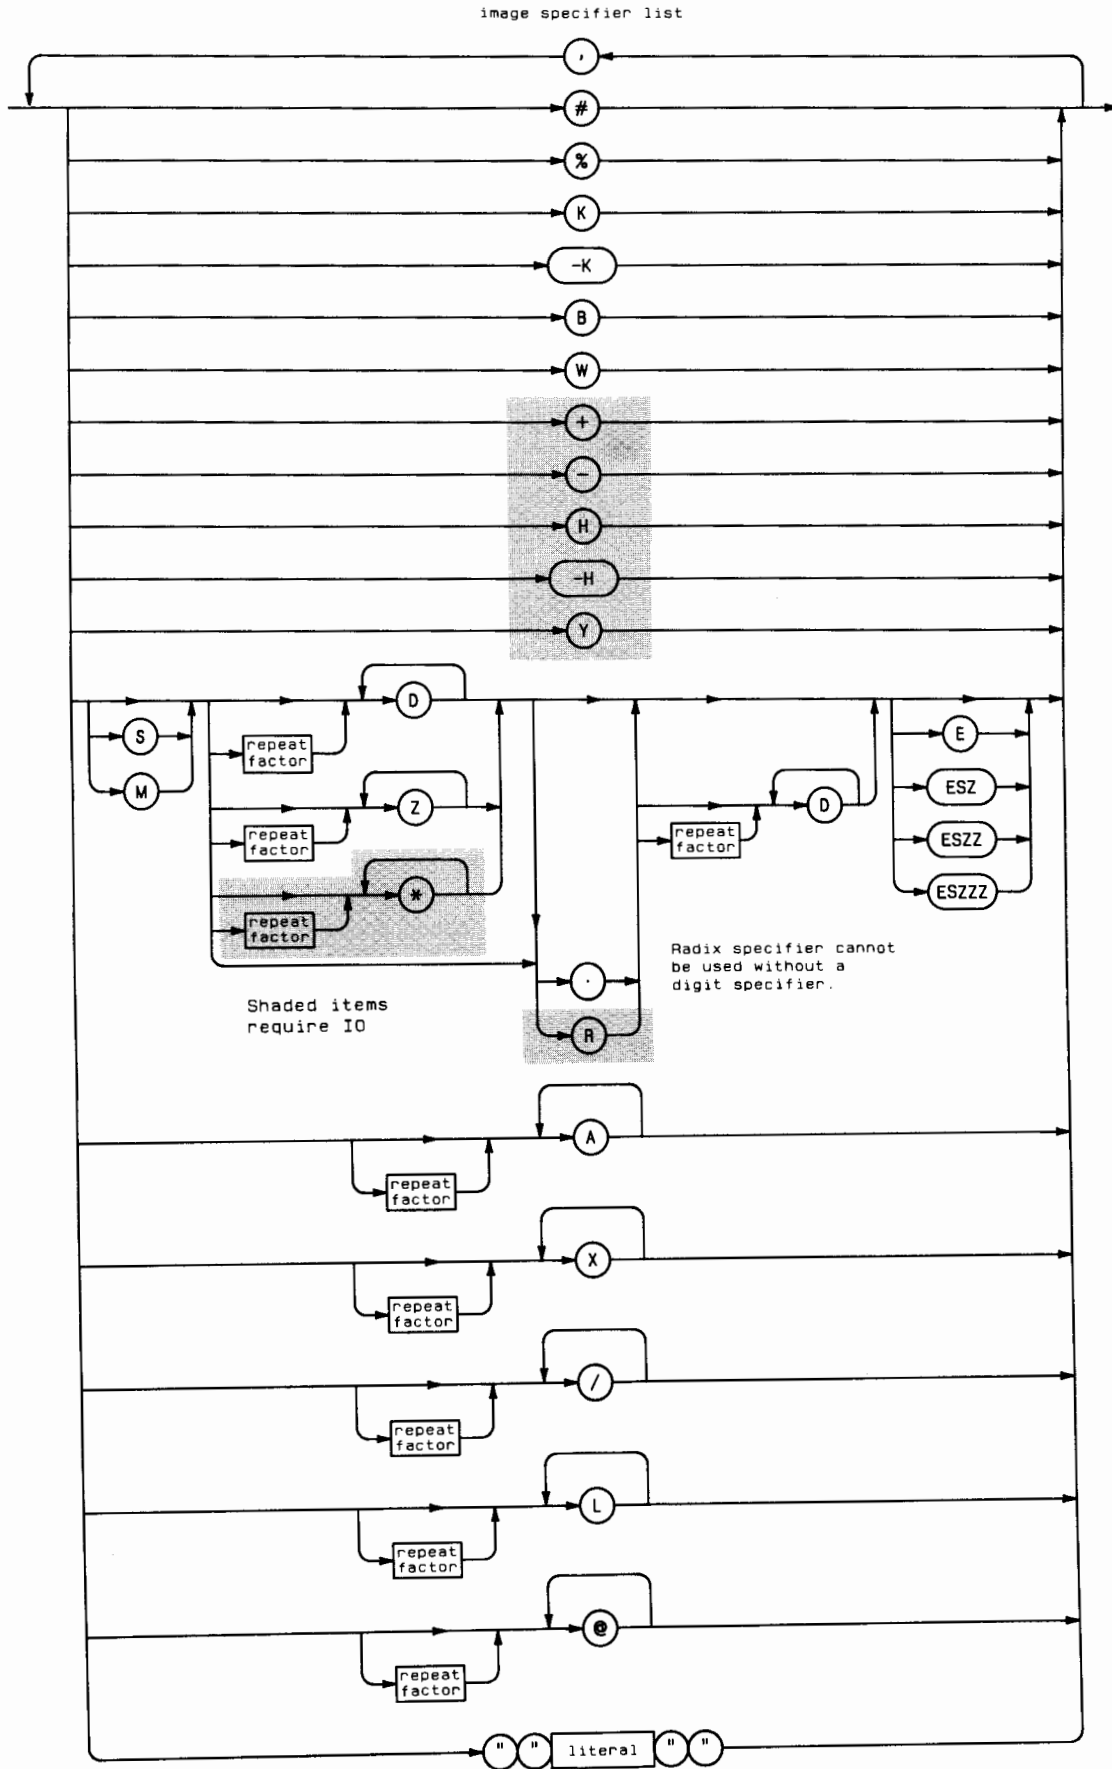 image specifier list
,
#
%
K
-K
B
W
+
-
H
-H
Y
D
S
repeat factor
E
M
Z
D
ESZ
repeat factor
repeat factor
ESZZ
*
ESZZZ
repeat factor
Radix specifier cannot
be used without a
digit specifier.
.
Shaded items
require IO
R
A
repeat factor
X
repeat factor
/
repeat factor
L
repeat factor
@
repeat factor
" " literal " "